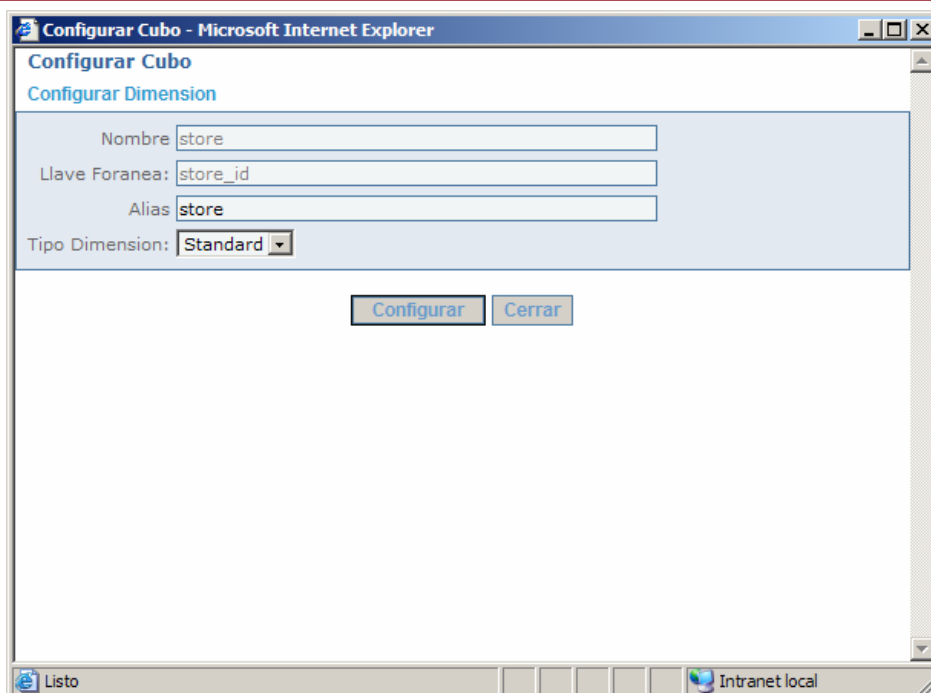 Configurar Cubo - Microsoft Internet Explorer
Configurar Cubo
Configurar Dimension
Nombre store
Llave Foranea: store_id
Alias store
Tipo Dimension: Standard
Configurar Cerrar
Listo Intranet local